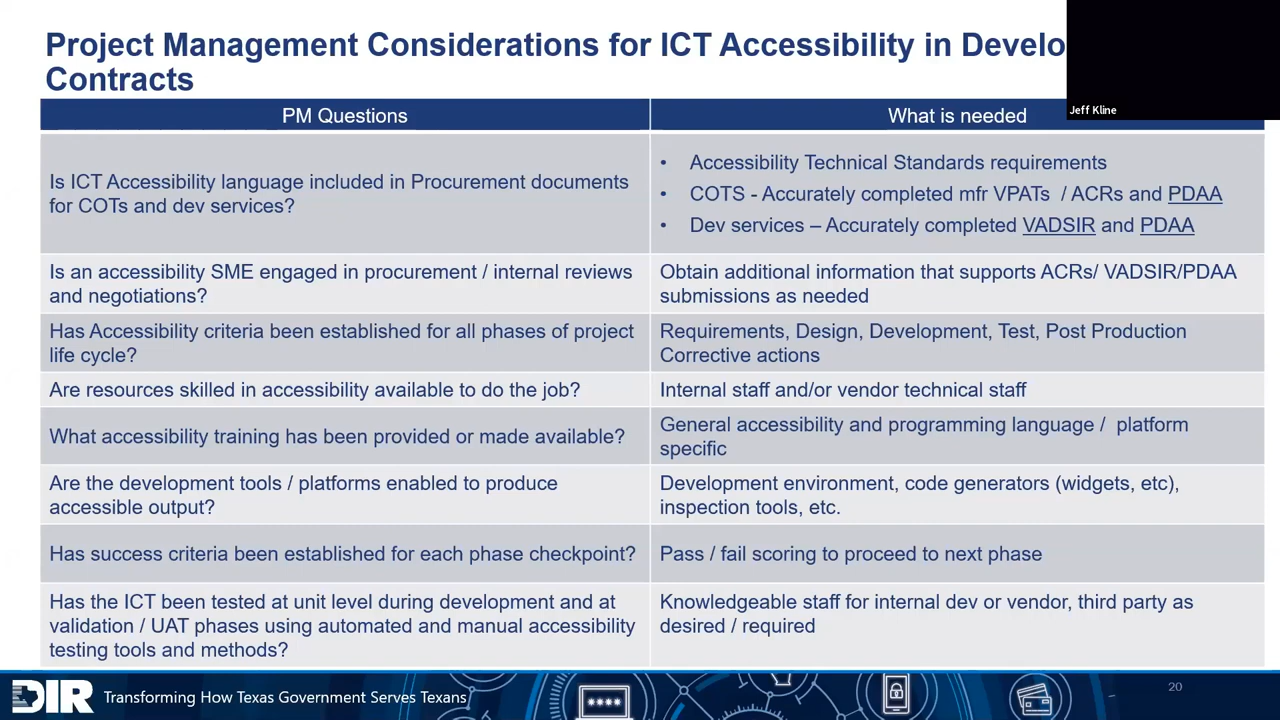 Project Management Considerations for ICT Accessibility in Develo
Contracts
Jeff Kline
PM Questions
What is needed
Is ICT Accessibility language included in Procurement documents
for COTs and dev services?
• Accessibility Technical Standards requirements
• COTS - Accurately completed mfr VPATs / ACRs and PDAA
• Dev services – Accurately completed VADSIR and PDAA
Is an accessibility SME engaged in procurement / internal reviews
and negotiations?
Obtain additional information that supports ACRs/ VADSIR/PDAA
submissions as needed
Has Accessibility criteria been established for all phases of project
life cycle?
Requirements, Design, Development, Test, Post Production
Corrective actions
Are resources skilled in accessibility available to do the job?
Internal staff and/or vendor technical staff
What accessibility training has been provided or made available?
General accessibility and programming language / platform
specific
Are the development tools / platforms enabled to produce
accessible output?
Development environment, code generators (widgets, etc),
inspection tools, etc.
Has success criteria been established for each phase checkpoint?
Pass / fail scoring to proceed to next phase
Has the ICT been tested at unit level during development and at
validation / UAT phases using automated and manual accessibility
testing tools and methods?
Knowledgeable staff for internal dev or vendor, third party as
desired / required
DIR Transforming How Texas Government Serves Texans
20